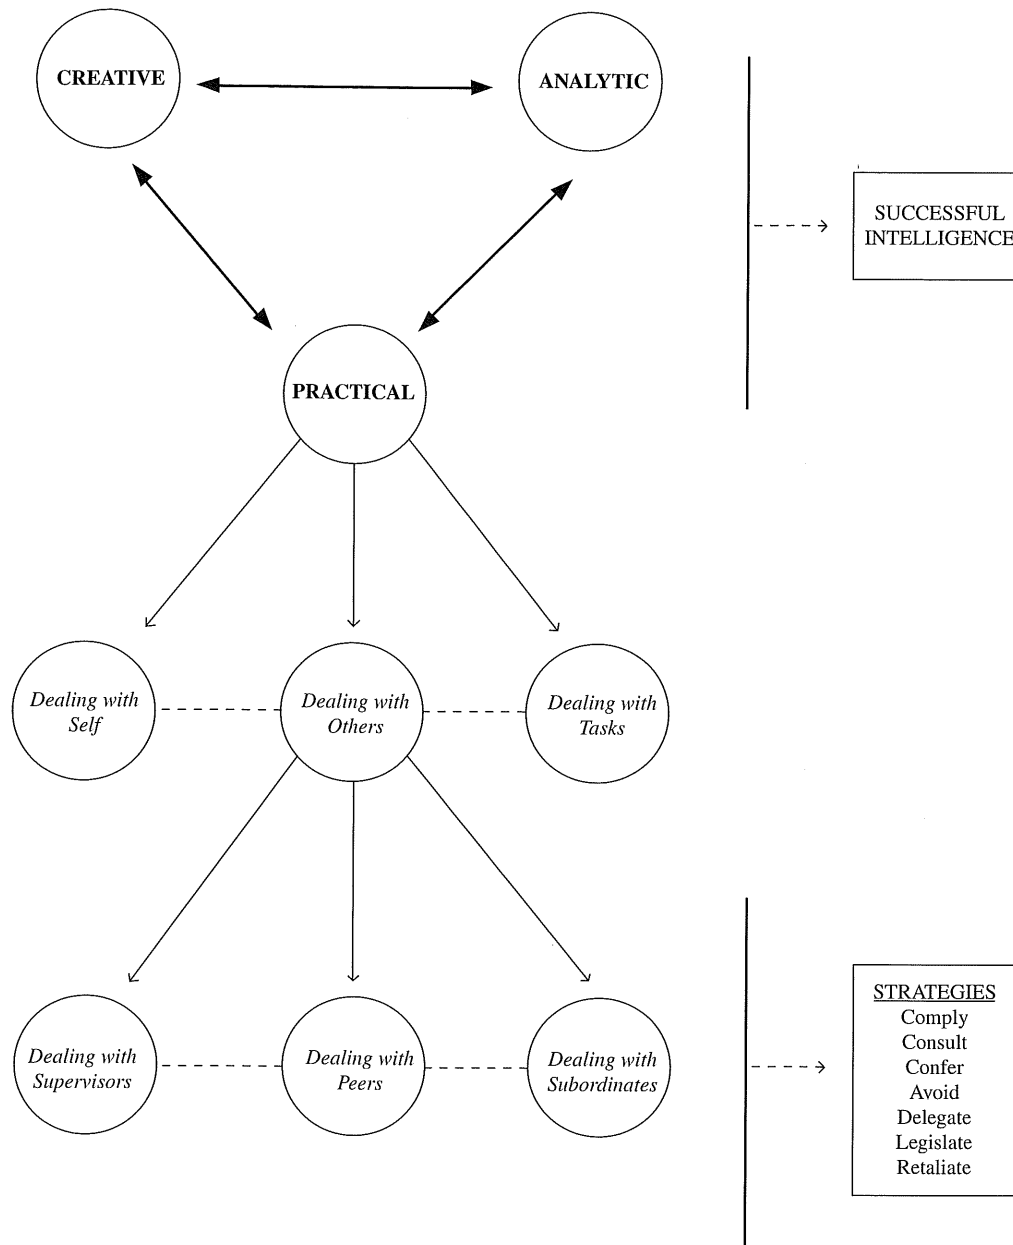 CREATIVE
ANALYTIC
SUCCESSFUL
INTELLIGENCE
PRACTICAL
Dealing with
Self
Dealing with
Others
Dealing with
Tasks
Dealing with
Supervisors
Dealing with
Peers
Dealing with
Subordinates
STRATEGIES
Comply
Consult
Confer
Avoid
Delegate
Legislate
Retaliate